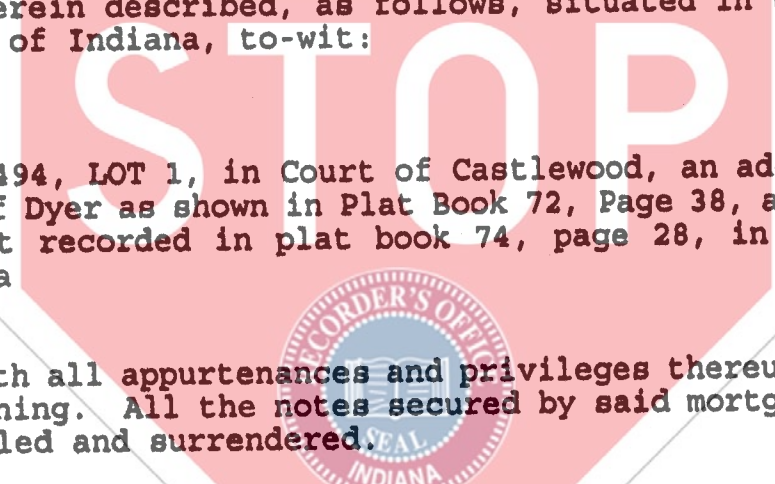 erein described, as follows, situated in
of Indiana, to-wit:
STOP
494, LOT 1, in Court of Castlewood, an ad
f Dyer as shown in Plat Book 72, Page 38, a
t recorded in plat book 74, page 28, in
a
RECORDER'S OFFICE
th all appurtenances and privileges thereu
ning. All the notes secured by said mortg
led and surrendered.
SEAL
INDIANA